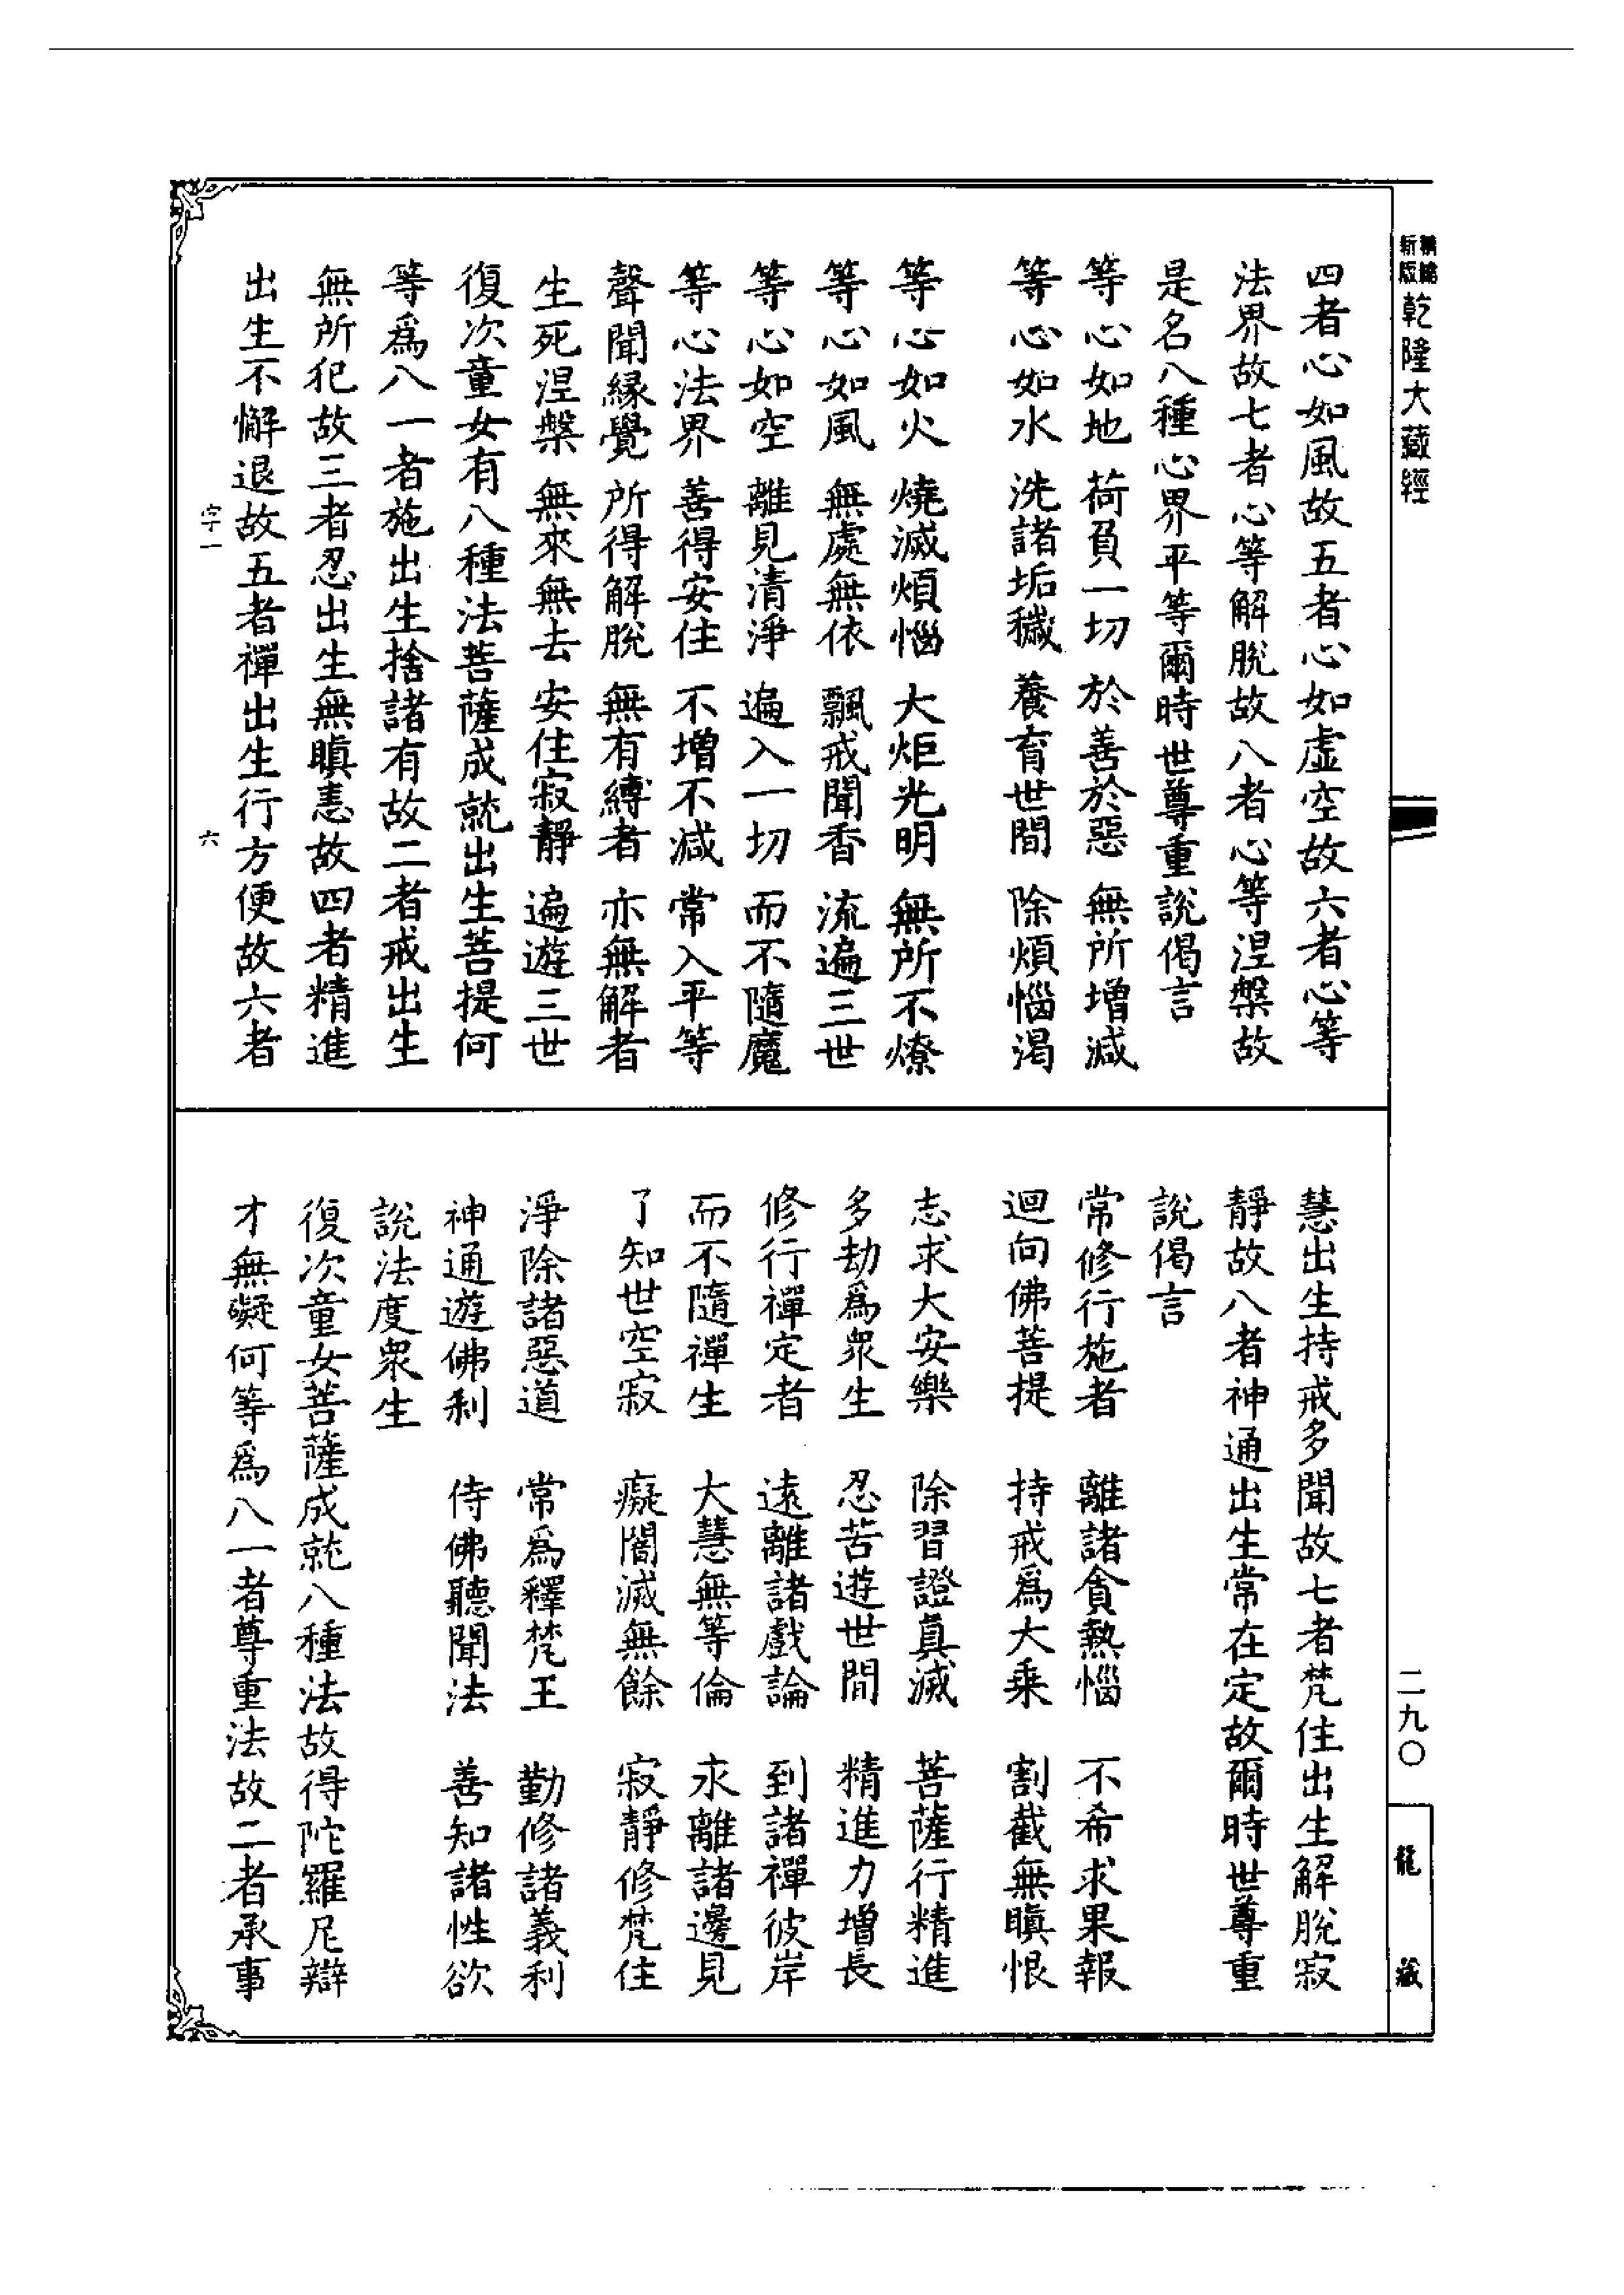 新版精編乾隆大藏經
四者心如風故五者心如虛空故六者心等
法界故七者心等解脫故八者心等涅槃故
是名八種心界平等爾時世尊重說偈言
等心如地 荷負一切 於善於惡 無所增減
等心如水 洗諸垢穢 養育世間 除煩惱渴
等心如火 燒滅煩惱 大炬光明 無所不燎
等心如風 無處無依 飄戒聞香 流遍三世
等心如空 離見清淨 遍入一切 而不隨魔
等心法界 善得安住 不增不減 常入平等
聲聞緣覺 所得解脫 無有縛者 亦無解者
生死涅槃 無來無去 安住寂靜 遍遊三世
復次童女有八種法菩薩成就出生菩提何
等為八一者施出生捨諸有故二者戒出生
無所犯故三者忍出生無瞋恚故四者精進
出生不懈退故五者禪出生行方便故六者
字一 六
慧出生持戒多聞故七者梵住出生解脫寂
靜故八者神通出生常在定故爾時世尊重
說偈言
常修行施者 離諸貪熱惱 不希求果報
迴向佛菩提 持戒為大乘 割截無瞋恨
志求大安樂 除習證真滅 菩薩行精進
多劫為眾生 忍苦遊世間 精進力增長
修行禪定者 遠離諸戲論 到諸禪彼岸
而不隨禪生 大慧無等倫 永離諸邊見
了知世空寂 癡闇滅無餘 寂靜修梵住
淨除諸惡道 常為釋梵王 勤修諸義利
神通遊佛刹 侍佛聽聞法 善知諸性欲
說法度眾生
復次童女菩薩成就八種法故得陀羅尼辯
才無礙何等為八一者尊重法故二者承事
二九〇
龍藏